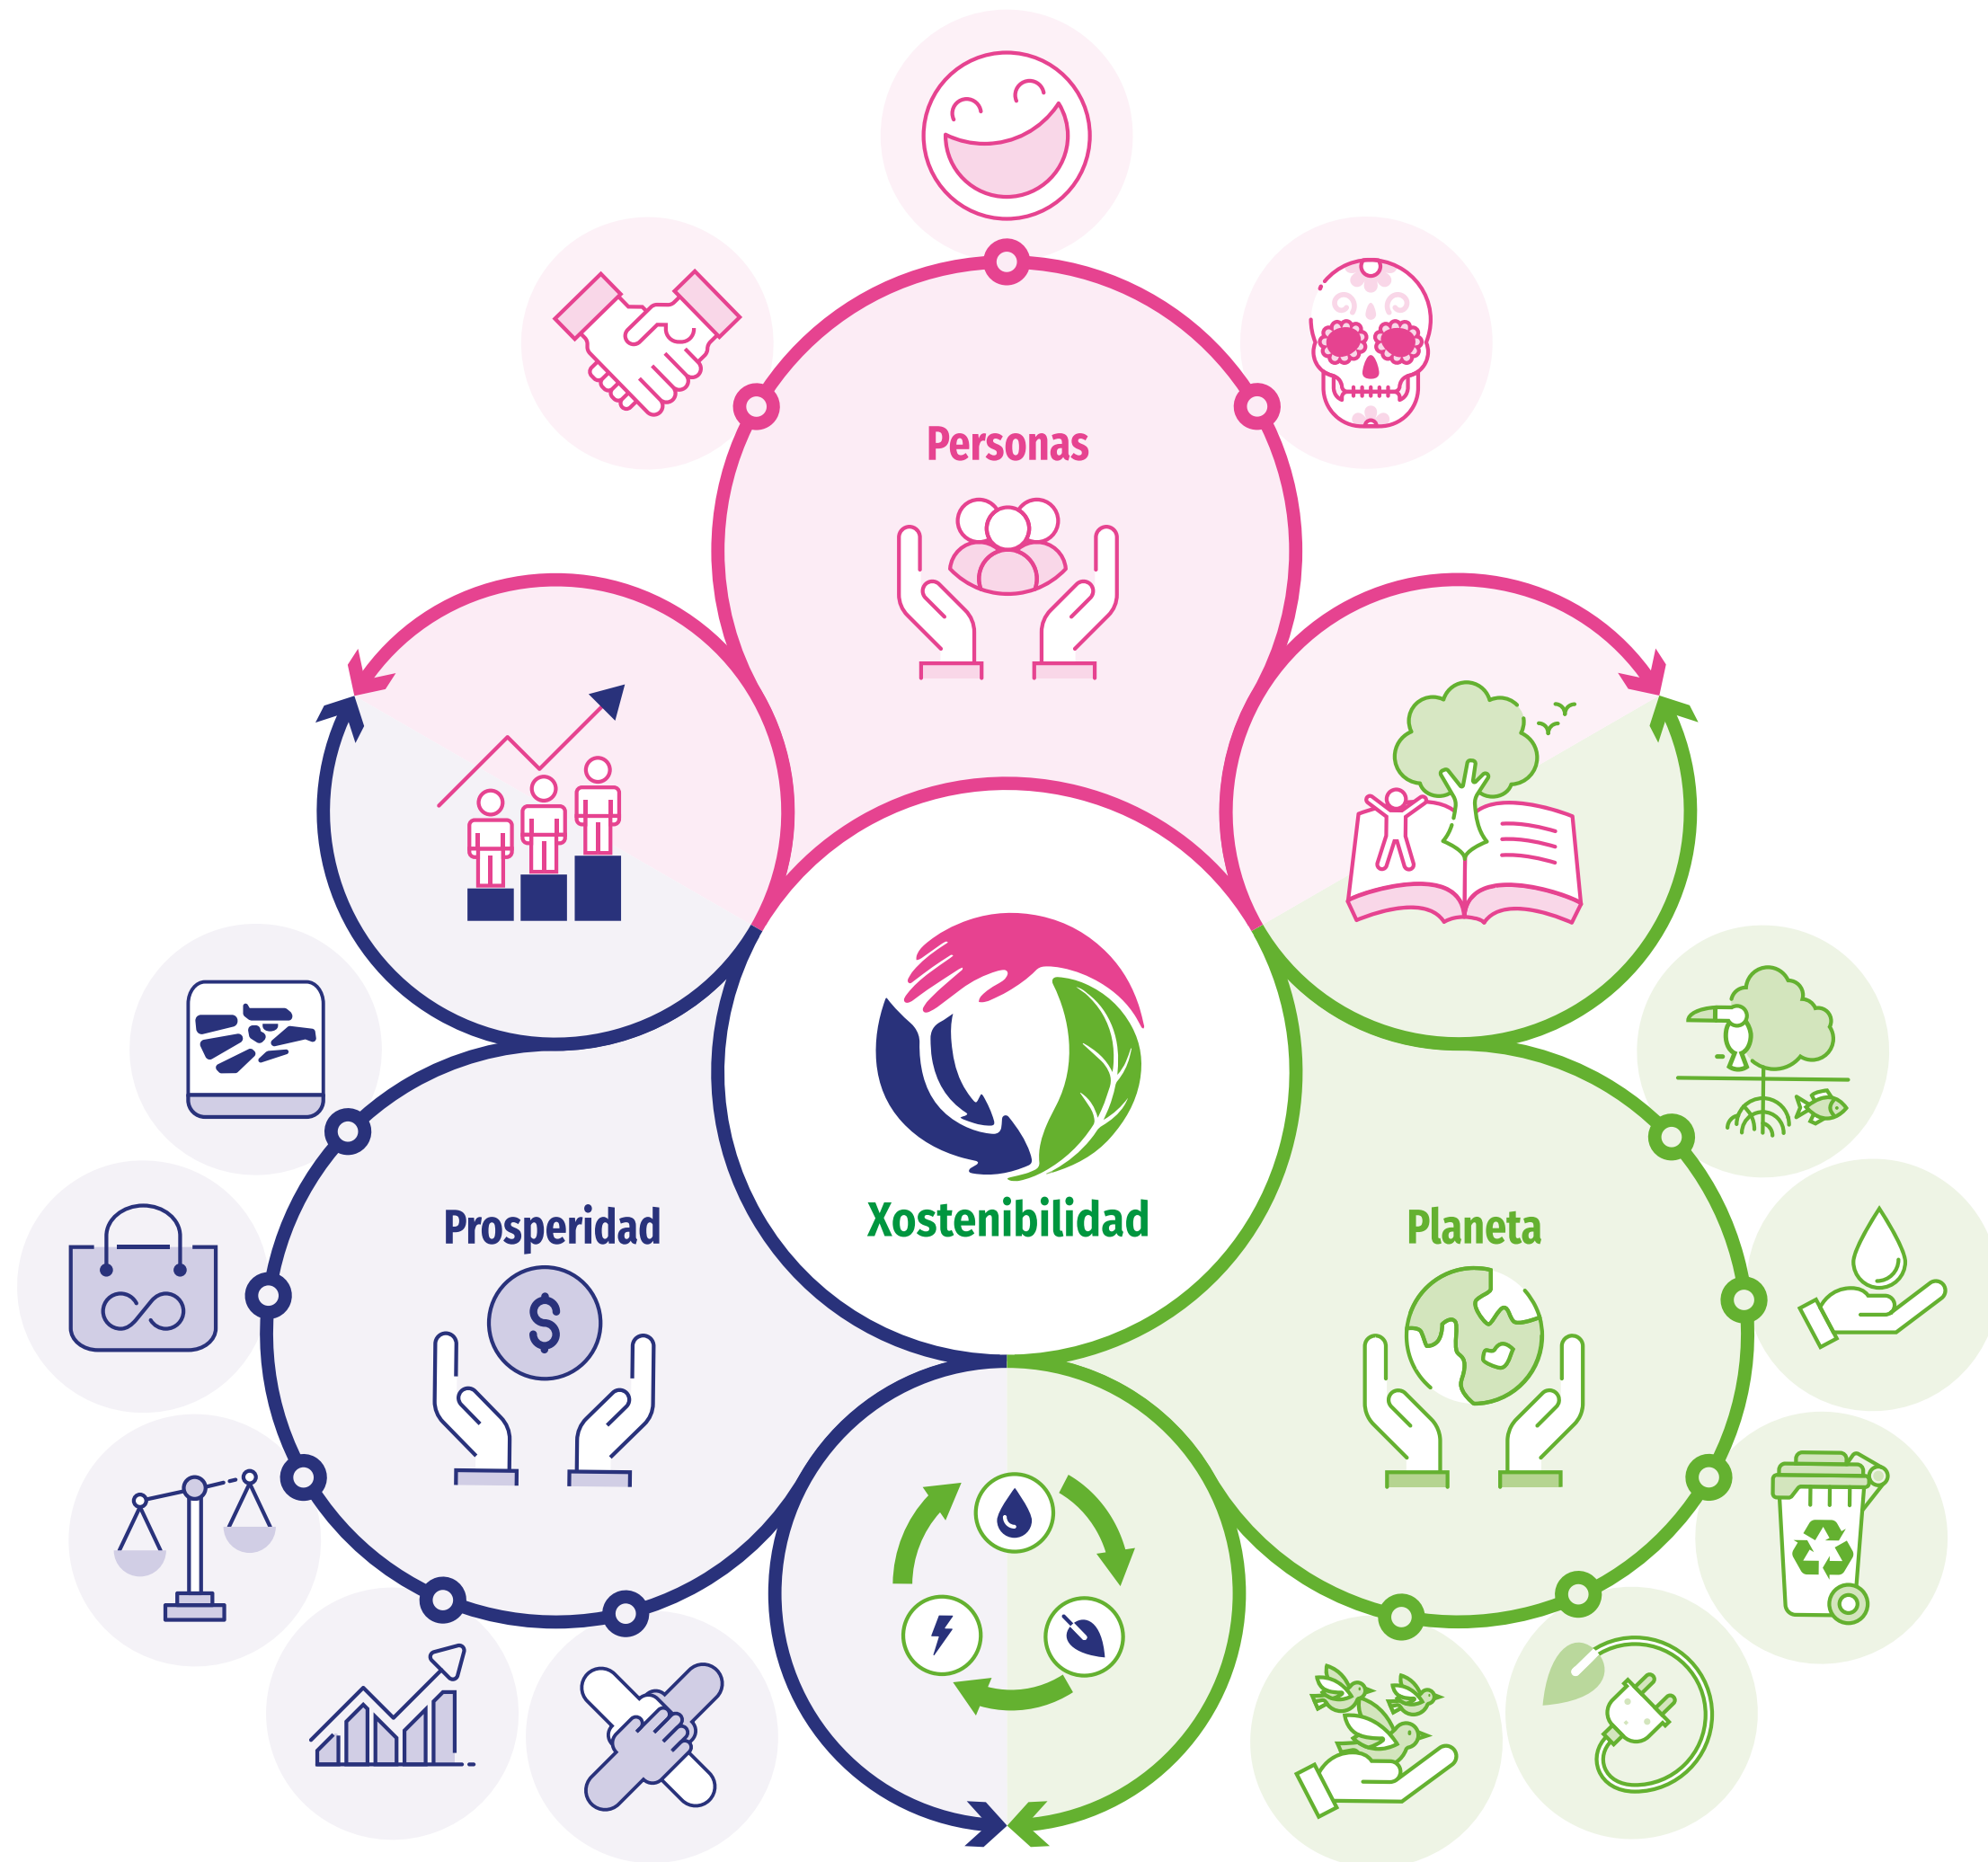 Personas
Xostenibilidad
Prosperidad
Planeta
$